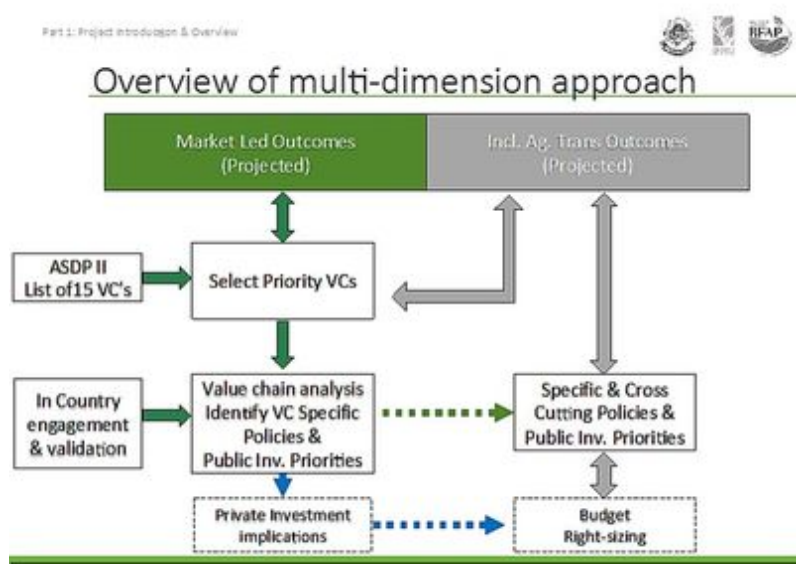 Part 1: Project Introducgon & Overview
BFAP
Overview of multi-dimension approach
Market Led Outcomes
(Projected)
Incl. Ag. Trans Outcomes
(Projected)
ASDP II
List of15 VC's
Select Priority VCs
In Country
engagement
& validation
Value chain analysis
Identify VC Specific
Policies &
Public Inv. Priorities
Specific & Cross
Cutting Policies &
Public Inv. Priorities
Private Investment
implications
Budget
Right-sizing